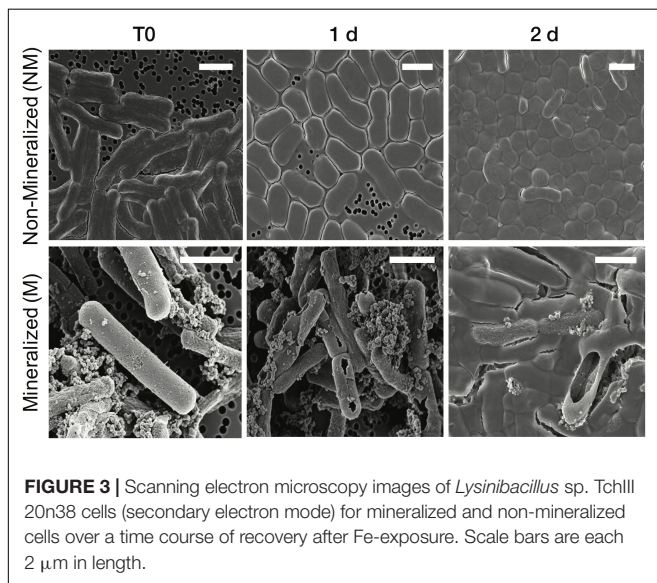 T0 1 d 2 d
Non-Mineralized (NM)
Mineralized (M)
FIGURE 3 | Scanning electron microscopy images of Lysinibacillus sp. TchIII
20n38 cells (secondary electron mode) for mineralized and non-mineralized
cells over a time course of recovery after Fe-exposure. Scale bars are each
2 μm in length.